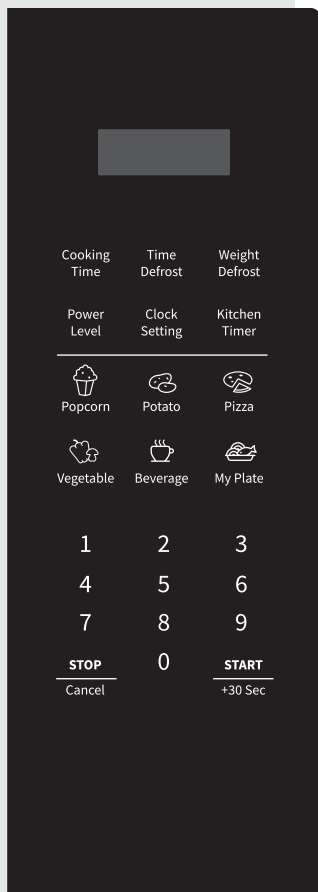 Cooking Time Weight
Time Defrost Defrost
Power Clock Kitchen
Level Setting Timer
Popcorn Potato Pizza
Vegetable Beverage My Plate
1 2 3
4 5 6
7 8 9
STOP 0 START
Cancel +30 Sec